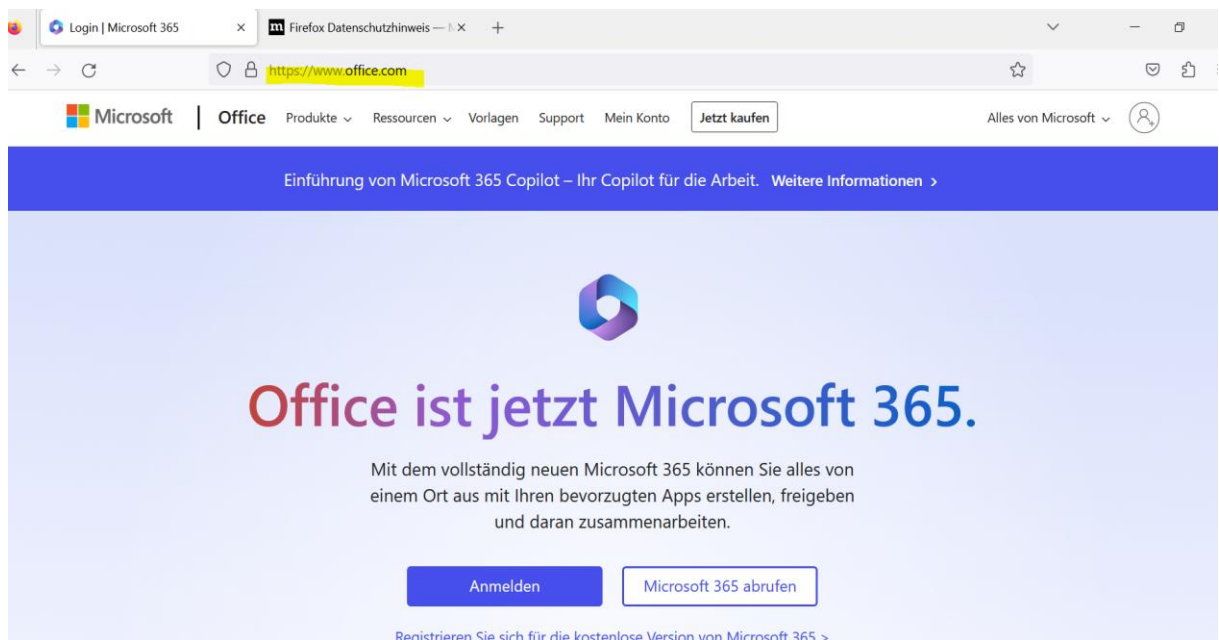 Login | Microsoft 365
Firefox Datenschutzhinweis —
https://www.office.com
Microsoft | Office Produkte Ressourcen Vorlagen Support Mein Konto Jetzt kaufen Alles von Microsoft
Einführung von Microsoft 365 Copilot – Ihr Copilot für die Arbeit. Weitere Informationen >
Office ist jetzt Microsoft 365.
Mit dem vollständig neuen Microsoft 365 können Sie alles von
einem Ort aus mit Ihren bevorzugten Apps erstellen, freigeben
und daran zusammenarbeiten.
Anmelden Microsoft 365 abrufen
Registrieren Sie sich für die kostenlose Version von Microsoft 365 >